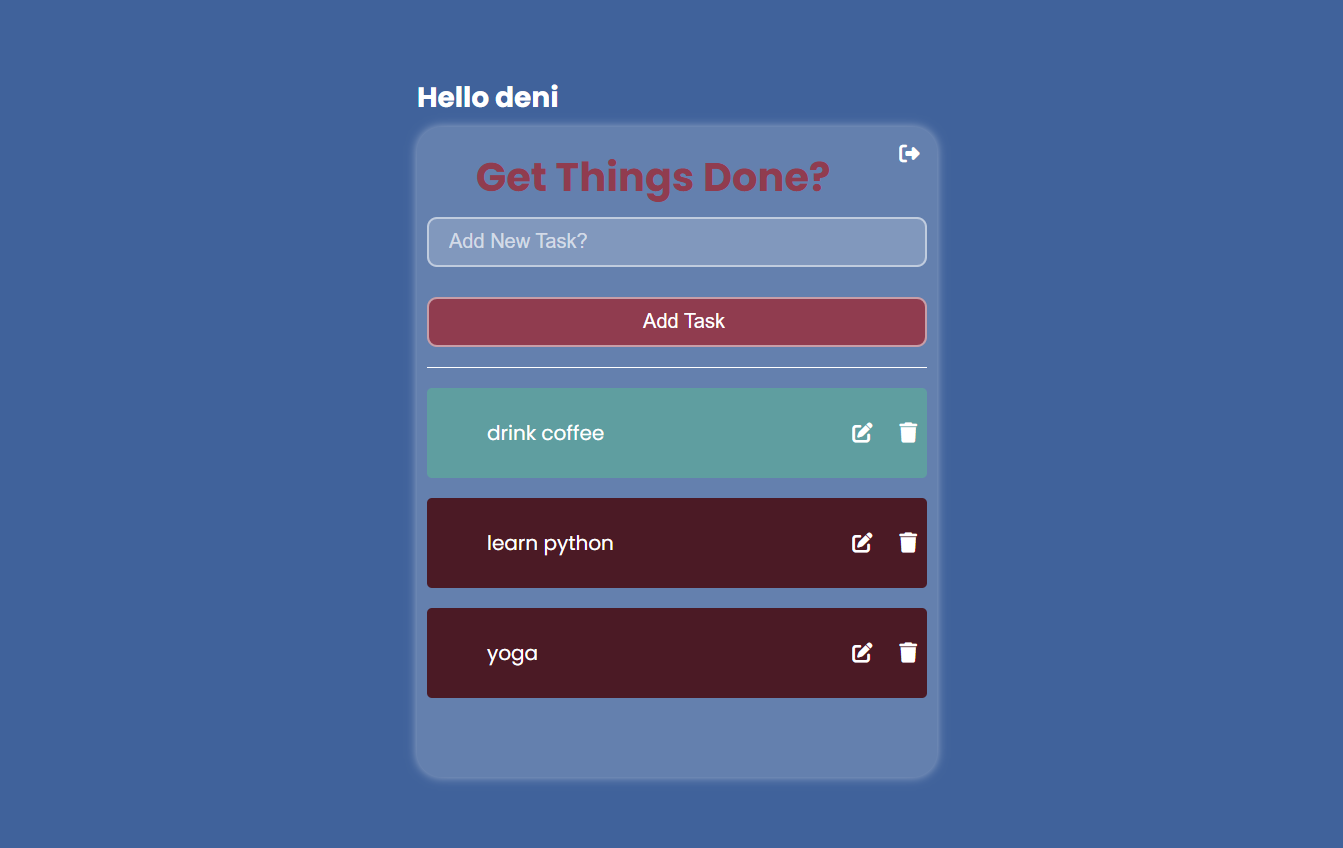 Hello deni
Get Things Done?
Add New Task?
Add Task
drink coffee
learn python
yoga